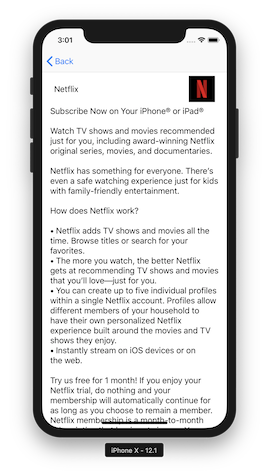 3:01
Back
Netflix
N
Subscribe Now on Your iPhone® or iPad®
Watch TV shows and movies recommended
just for you, including award-winning Netflix
original series, movies, and documentaries.
Netflix has something for everyone. There's
even a safe watching experience just for kids
with family-friendly entertainment.
How does Netflix work?
• Netflix adds TV shows and movies all the
time. Browse titles or search for your
favorites.
• The more you watch, the better Netflix
gets at recommending TV shows and movies
that you'll love—just for you.
• You can create up to five individual profiles
within a single Netflix account. Profiles allow
different members of your household to
have their own personalized Netflix
experience built around the movies and TV
shows they enjoy.
• Instantly stream on iOS devices or on
the web.
Try us free for 1 month! If you enjoy your
Netflix trial, do nothing and your
membership will automatically continue for
as long as you choose to remain a member.
Netflix membership is a month-to-month
iPhone X - 12.1